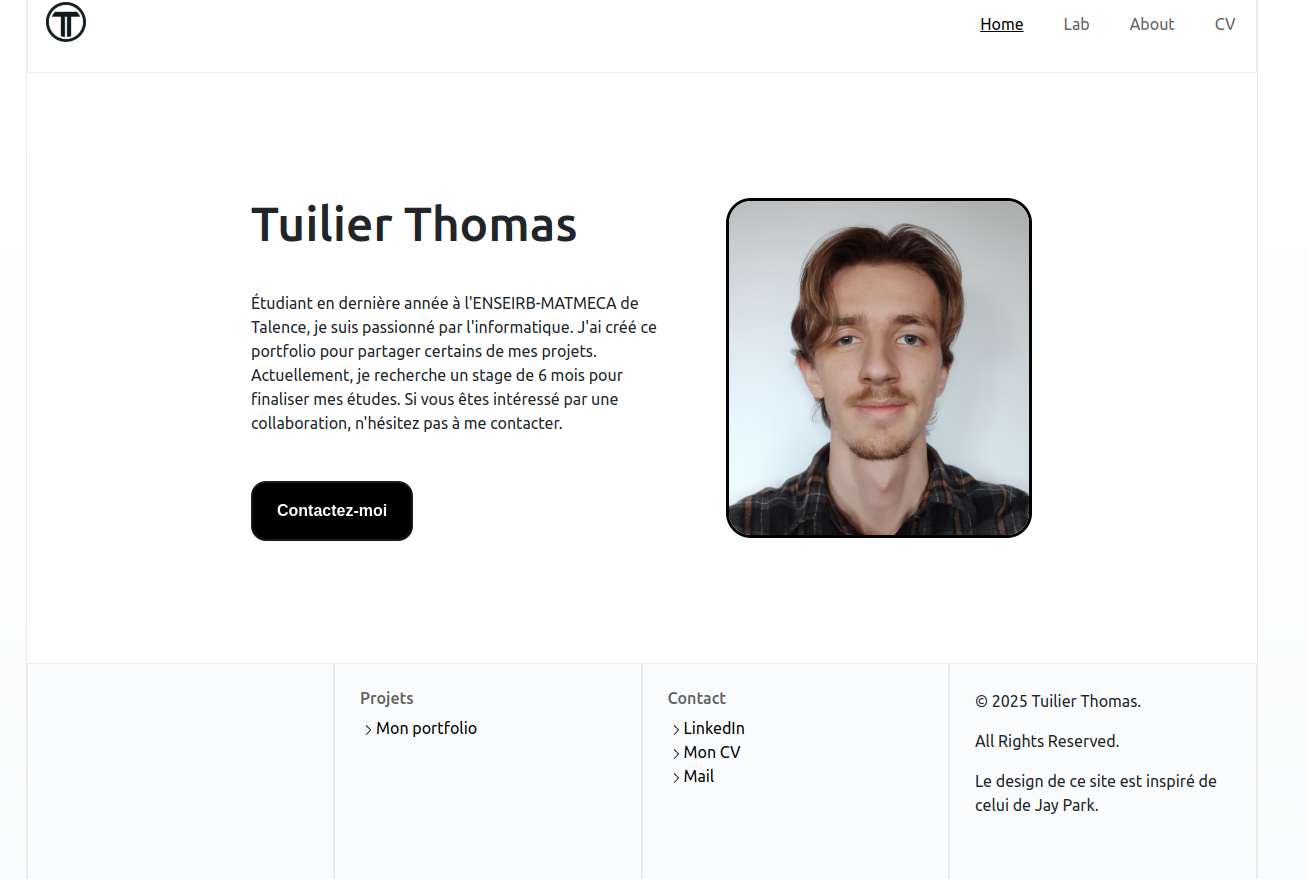 TT
Home
Lab
About
CV
Tuilier Thomas
Étudiant en dernière année à l'ENSEIRB-MATMECA de
Talence, je suis passionné par l'informatique. J'ai créé ce
portfolio pour partager certains de mes projets.
Actuellement, je recherche un stage de 6 mois pour
finaliser mes études. Si vous êtes intéressé par une
collaboration, n'hésitez pas à me contacter.
Contactez-moi
Projets
Mon portfolio
Contact
LinkedIn
Mon CV
Mail
© 2025 Tuilier Thomas.
All Rights Reserved.
Le design de ce site est inspiré de
celui de Jay Park.